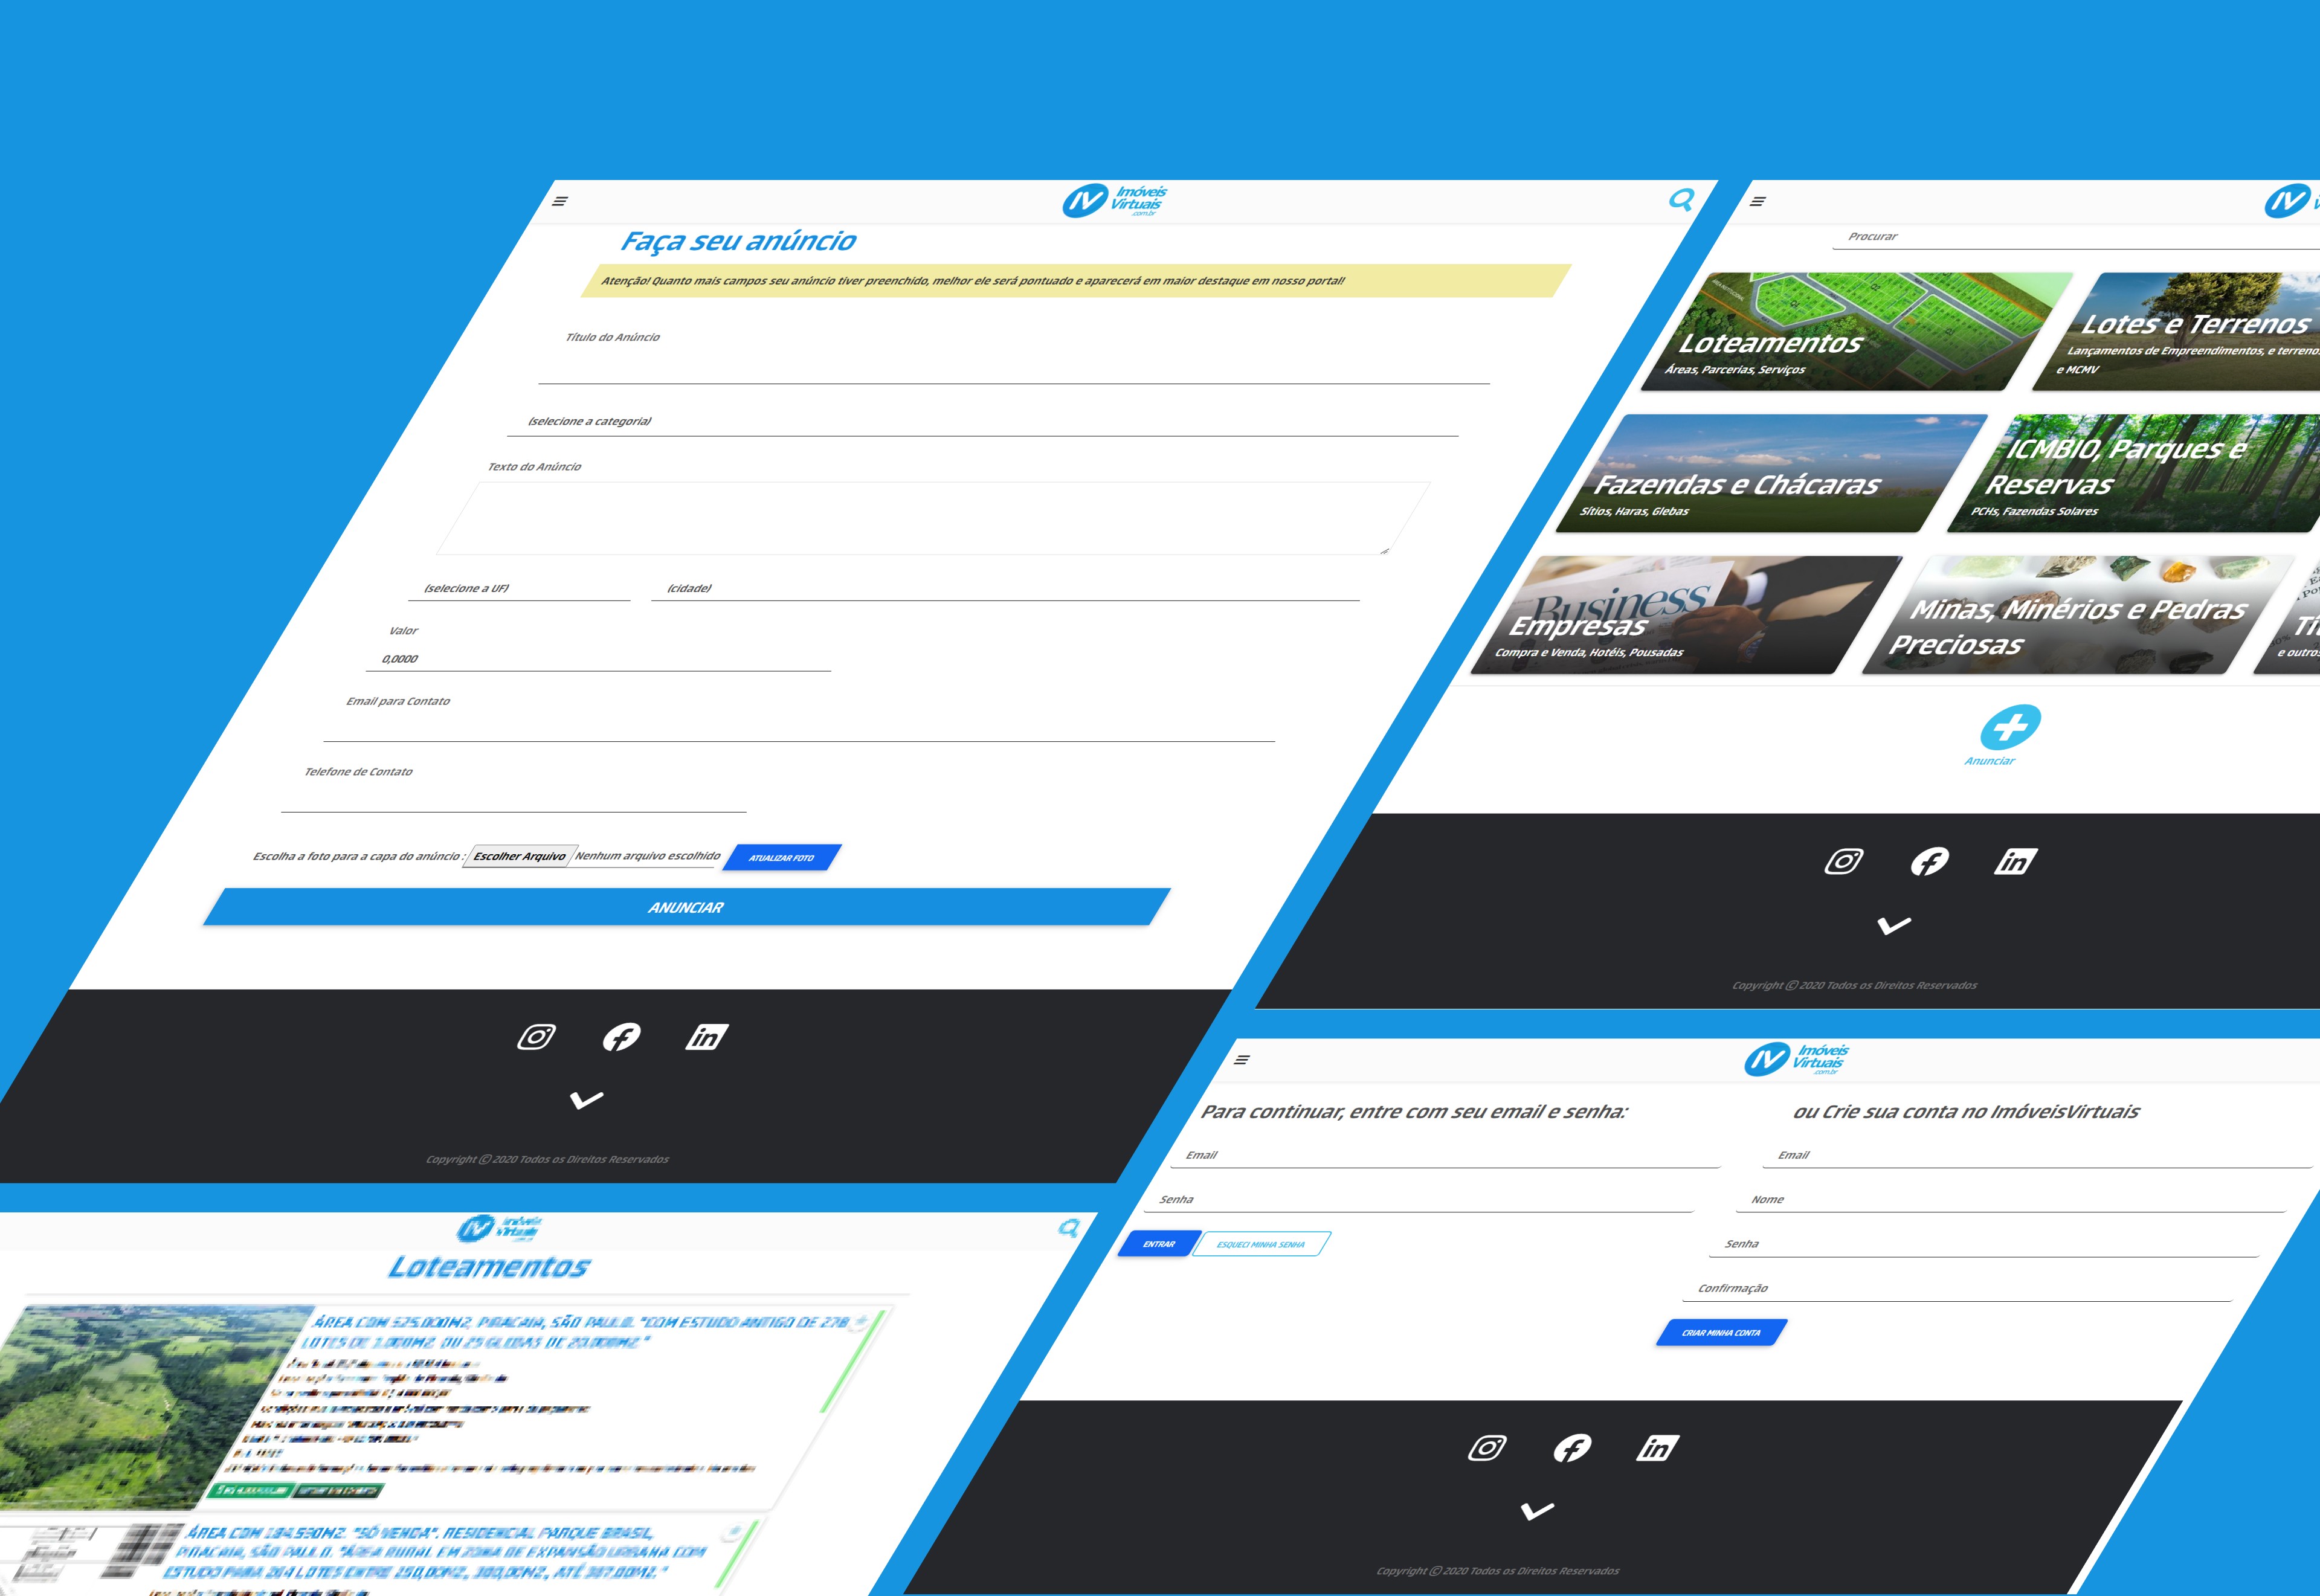 IV Imóveis
Virtuais
.com.br
Faça seu anúncio
Atenção! Quanto mais campos seu anúncio tiver preenchido, melhor ele será pontuado e aparecerá em maior destaque em nosso portal!
Título do Anúncio
(selecione a categoria)
Texto do Anúncio
(selecione a UF)
(cidade)
Valor
0,0000
Email para Contato
Telefone de Contato
Escolha a foto para a capa do anúncio : Escolher Arquivo Nenhum arquivo escolhido ATUALIZAR FOTO
ANUNCIAR
Copyright © 2020 Todos os Direitos Reservados
IV
Procurar
Loteamentos
Áreas, Parcerias, Serviços
Lotes e Terrenos
Lançamentos de Empreendimentos, e
e MCMV
Fazendas e Chácaras
Sítios, Haras, Glebas
ICMBIO, Parques e
Reservas
PCHs, Fazendas Solares
Business
Empresas
Compra e Venda, Hotéis, Pousadas
Minas, Minérios e Pedras
Preciosas
e
Anunciar
Copyright © 2020 Todos os Direitos Reservados
IV Imóveis
Virtuais
.com.br
Para continuar, entre com seu email e senha:
Email
Senha
ENTRAR
ESQUECI MINHA SENHA
ou Crie sua conta no ImóveisVirtuais
Email
Nome
Senha
Confirmação
CRIAR MINHA CONTA
Copyright © 2020 Todos os Direitos Reservados
IV Imóveis
Virtuais
Loteamentos
ÁREA COM 525.000M2, PIRACAIA, SÃO PAULO. "COM ESTUDO ANTIGO DE 278
LOTES DE 1.000M2. OU 25 GLEBAS DE 20.000M2."
ÁREA COM 184.590M2. "SÓ VENDA". RESIDENCIAL PARQUE BRASIL,
PIRACAIA, SÃO PAULO. "ÁREA RURAL EM ZONA DE EXPANSÃO URBANA COM
ESTUDO PARA 204 LOTES ENTRE 250,00M2, 300,00M2, ATÉ 387,00M2."